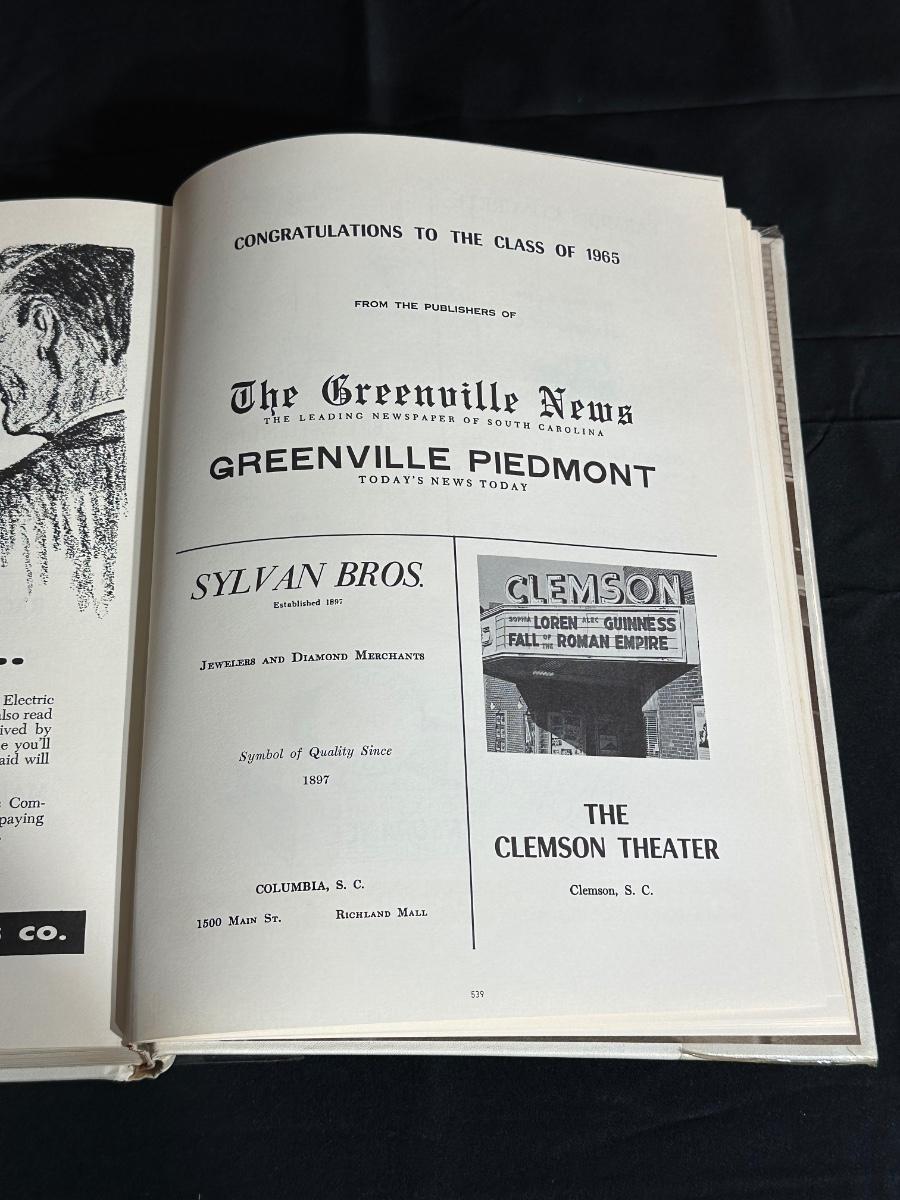 Electric
also read
ived by
e you'll
aid will
Com-
paying
CO.
CONGRATULATIONS TO THE CLASS OF 1965
FROM THE PUBLISHERS OF
The Greenville News
THE LEADING NEWSPAPER OF SOUTH CAROLINA
GREENVILLE PIEDMONT
TODAY'S NEWS TODAY
SYLVAN BROS.
Established 1897
JEWELERS AND DIAMOND MERCHANTS
Symbol of Quality Since
1897
COLUMBIA, S. C.
1500 MAIN ST. RICHLAND MALL
CLEMSON
SOPHIA LOREN ALEC GUINNESS
FALL OF THE ROMAN EMPIRE
THE
CLEMSON THEATER
Clemson, S. C.
539